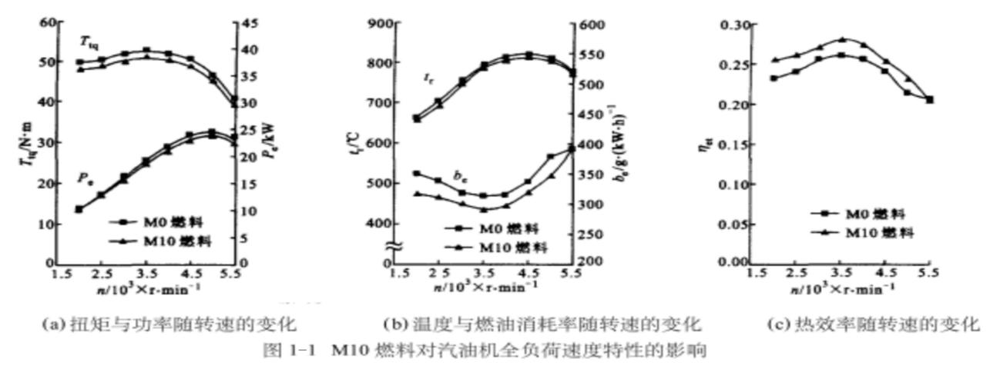 60
50
40
30
20
10
0
T_tq/N·m
T_tq
P_e
M0 燃料
M10 燃料
45
40
35
30
25
20
15
10
5
0
P_e/kW
1.5 2.5 3.5 4.5 5.5
n/10³×r·min⁻¹
(a) 扭矩与功率随转速的变化
900
800
700
600
500
400
0
t_r/℃
t_r
b_e
M0 燃料
M10 燃料
600
550
500
450
400
350
300
250
200
b_e/g·(kW·h)⁻¹
1.5 2.5 3.5 4.5 5.5
n/10³×r·min⁻¹
(b) 温度与燃油消耗率随转速的变化
0.30
0.25
0.20
0.15
0.10
0.05
0.00
η_et
M0 燃料
M10 燃料
1.5 2.5 3.5 4.5 5.5
n/10³×r·min⁻¹
(c) 热效率随转速的变化
图 1-1 M10 燃料对汽油机全负荷速度特性的影响